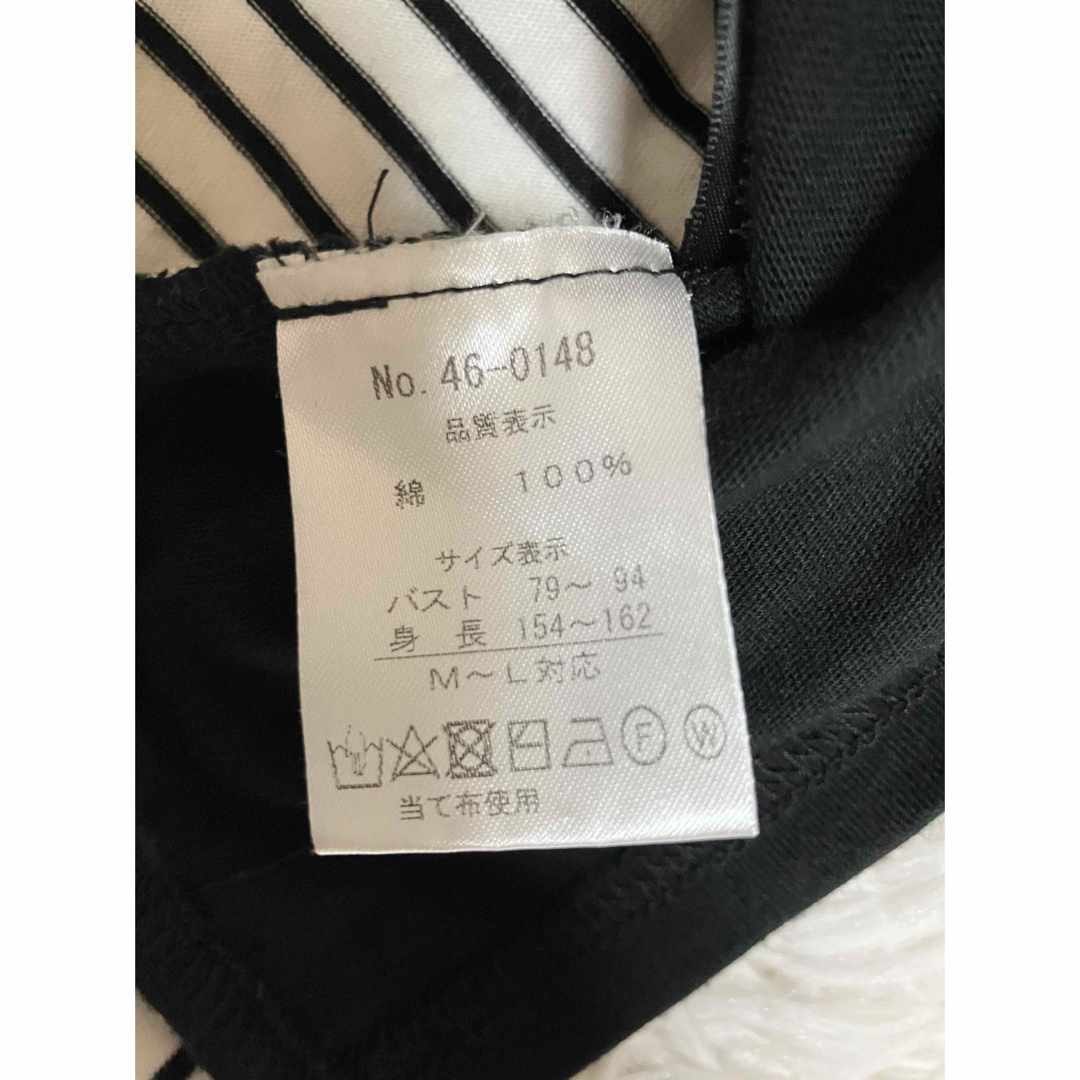 No. 46-0148
品質表示
綿 100%
サイズ表示
バスト 79〜 94
身 長 154〜162
M〜L対応
F W
当て布使用